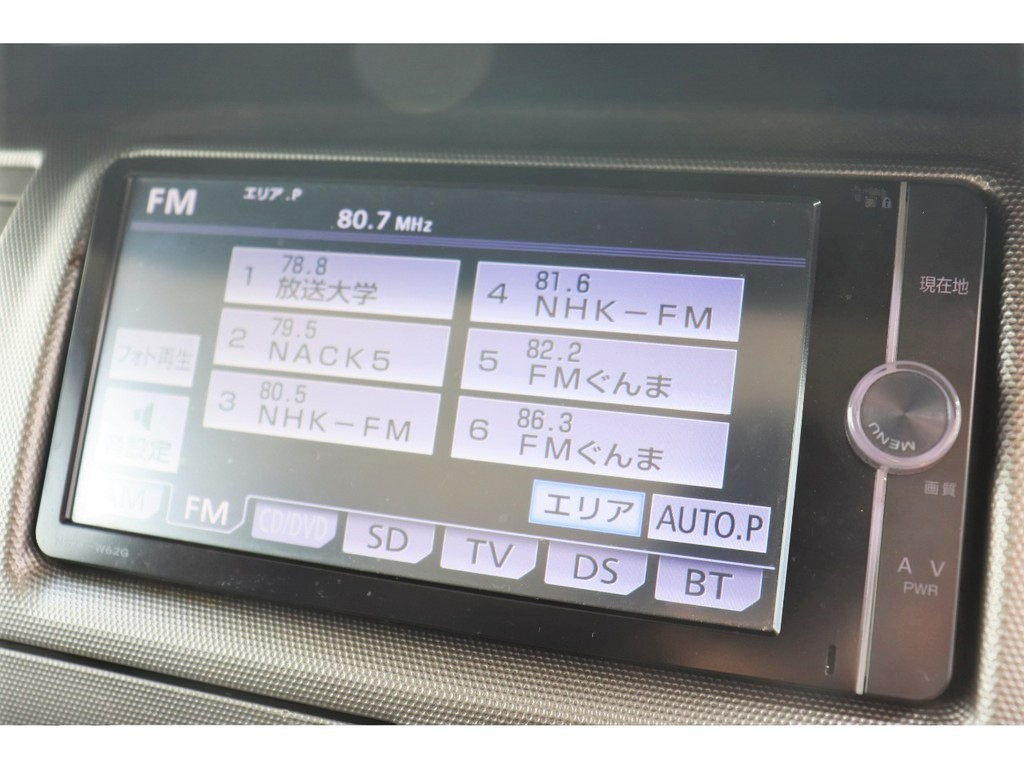 FM エリア.P
80.7 MHz
1 78.8 放送大学
2 79.5 NACK5
3 80.5 NHK-FM
4 81.6 NHK-FM
5 82.2 FMぐんま
6 86.3 FMぐんま
フォト再生
音設定
エリア AUTO.P
AM FM CD/DVD SD TV DS BT
W62G
現在地
MENU
画質
A V
PWR